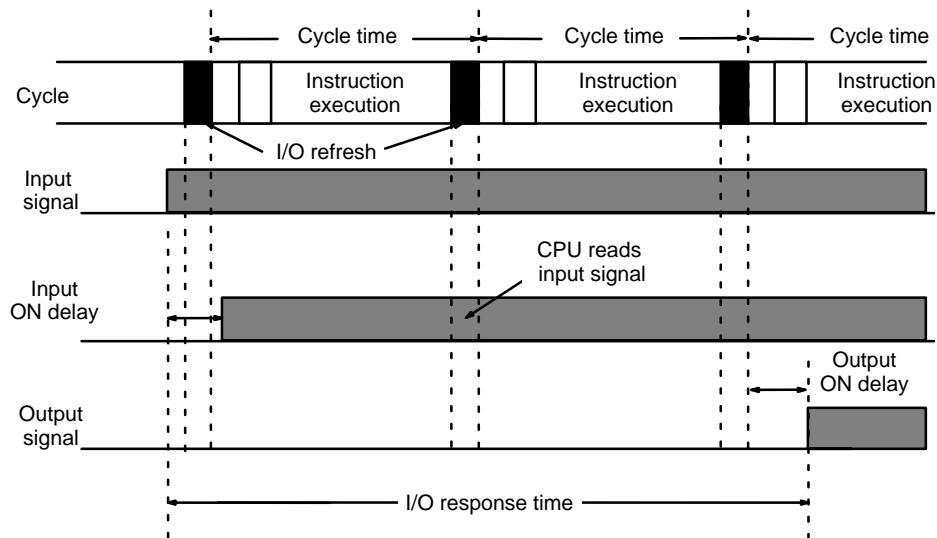 Cycle time
Cycle time
Cycle time
Cycle
Instruction
execution
Instruction
execution
Instruction
execution
I/O refresh
Input
signal
CPU reads
input signal
Input
ON delay
Output
ON delay
Output
signal
I/O response time